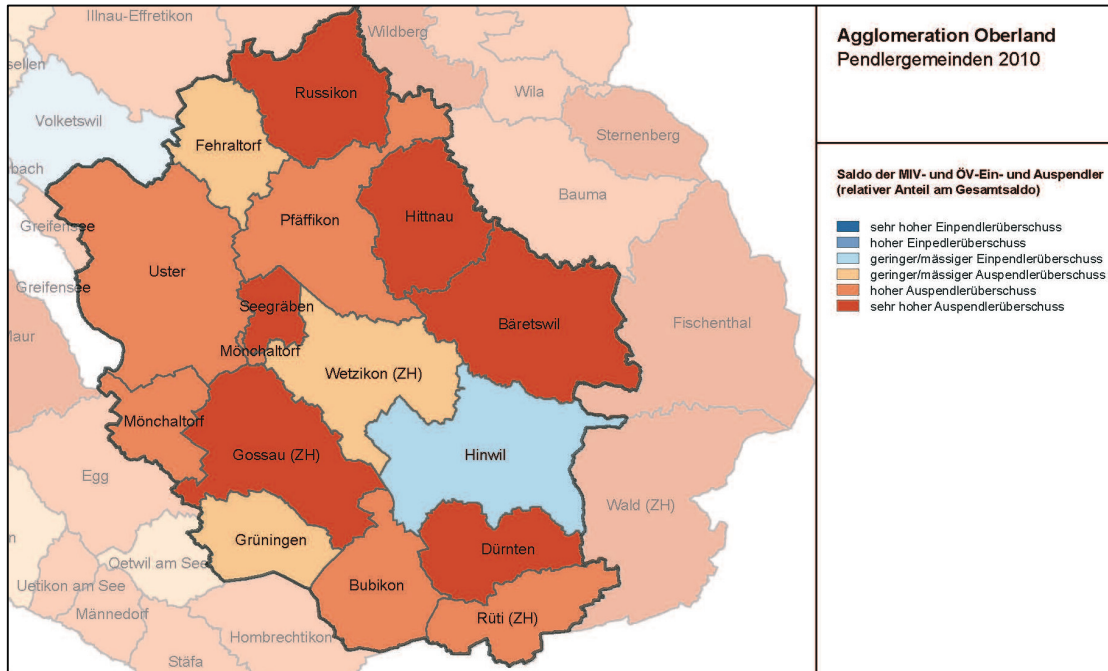 Illnau-Effretikon
Wildberg
Russikon
Wila
Volketswil
Fehraltorf
Sternenberg
Bauma
Pfäffikon
Hittnau
Greifensee
Uster
Greifensee
Seegräben
Bäretswil
Fischenthal
Mönchaltorf
Wetzikon (ZH)
Mönchaltorf
Gossau (ZH)
Hinwil
Egg
Wald (ZH)
Grüningen
Dürnten
Oetwil am See
Uetikon am See
Bubikon
Männedorf
Rüti (ZH)
Hombrechtikon
Stäfa
Agglomeration Oberland
Pendlergemeinden 2010
Saldo der MIV- und ÖV-Ein- und Auspendler
(relativer Anteil am Gesamtsaldo)
sehr hoher Einpendlerüberschuss
hoher Einpedlerüberschuss
geringer/mässiger Einpendlerüberschuss
geringer/mässiger Auspendlerüberschuss
hoher Auspendlerüberschuss
sehr hoher Auspendlerüberschuss